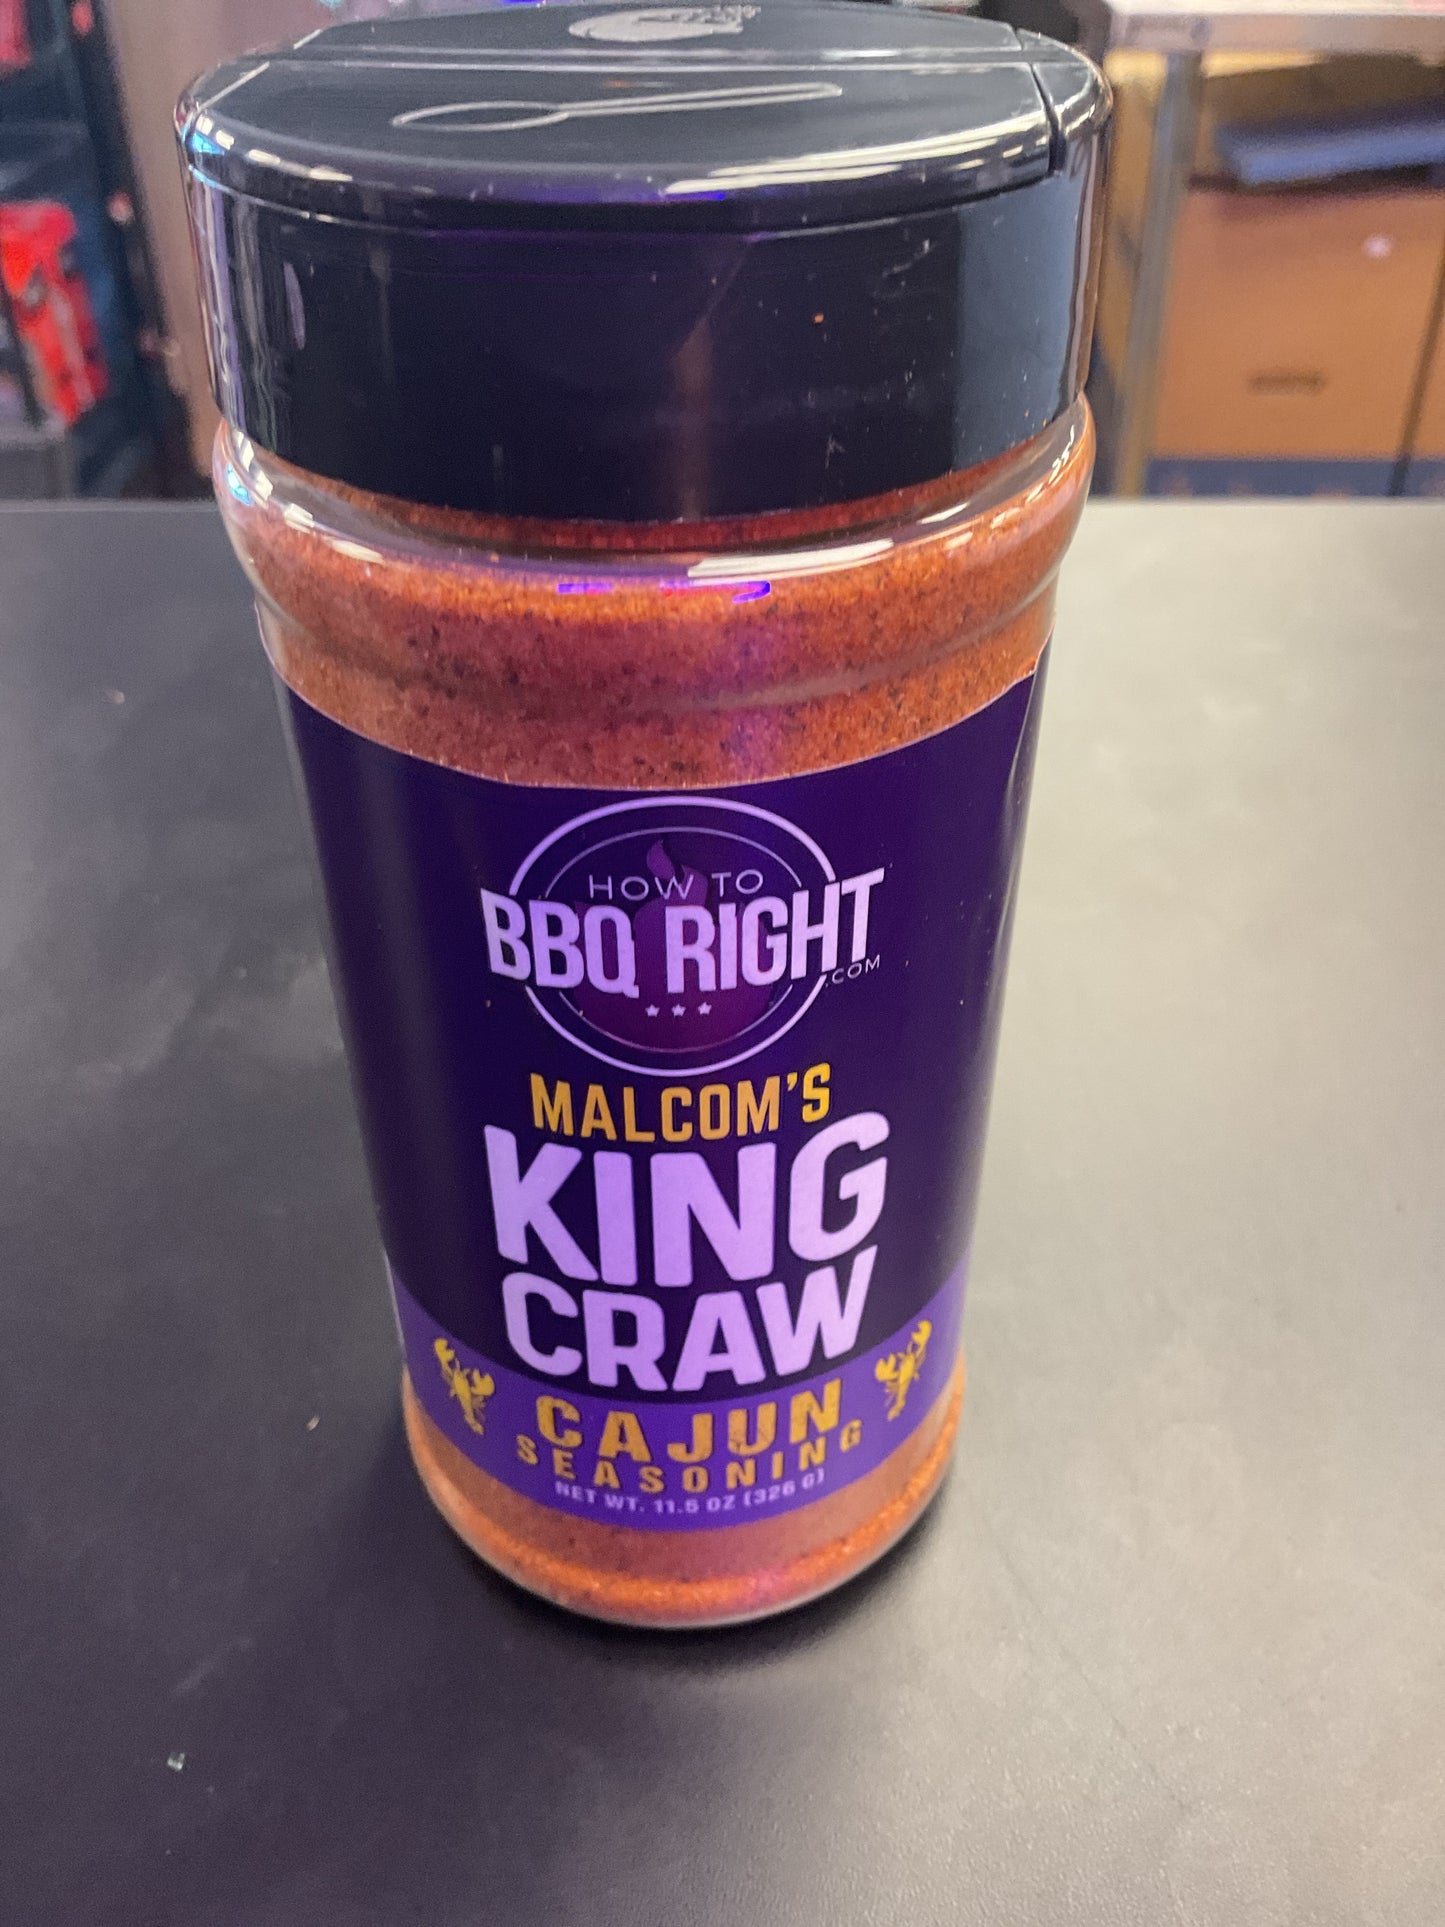 HOW TO
BBQ RIGHT
.COM
MALCOM'S
KING
CRAW
CAJUN
SEASONING
NET WT. 11.5 OZ (326 G)